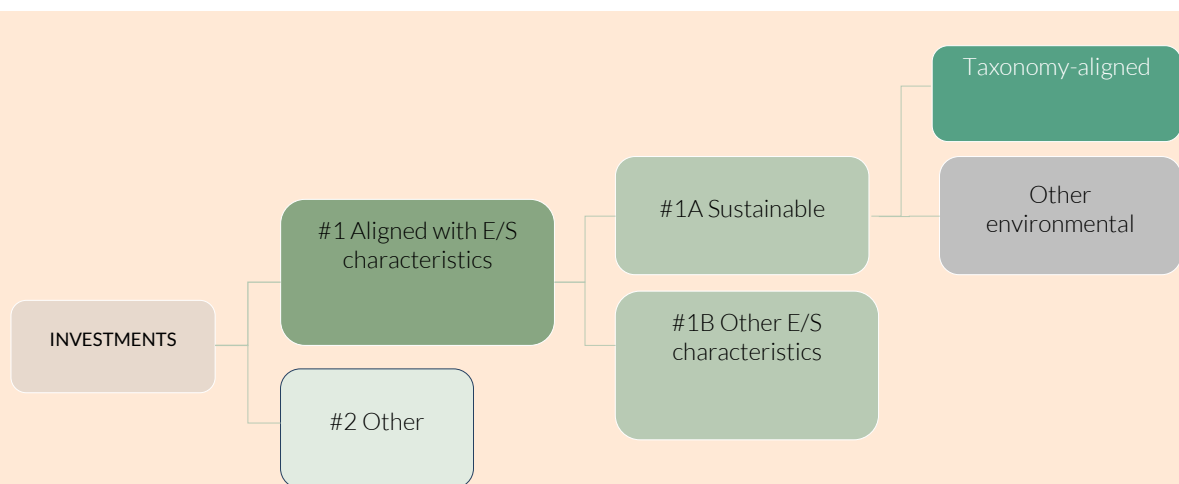 Taxonomy-aligned
#1A Sustainable
Other
environmental
#1 Aligned with E/S
characteristics
#1B Other E/S
characteristics
INVESTMENTS
#2 Other